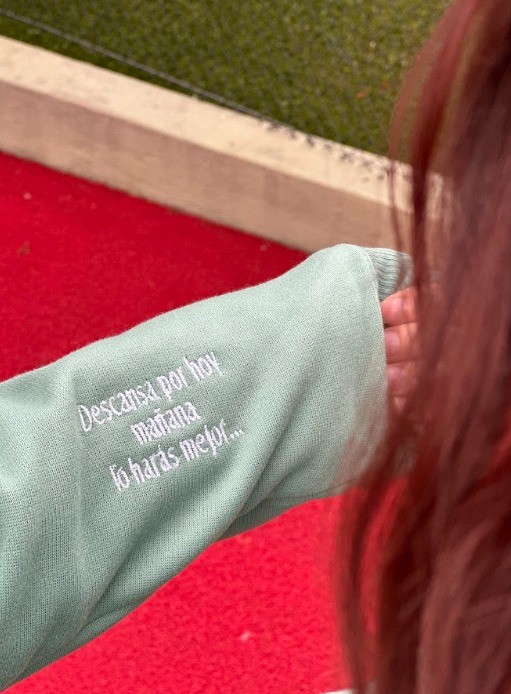 Descansa por hoy
mañana
lo harás mejor...